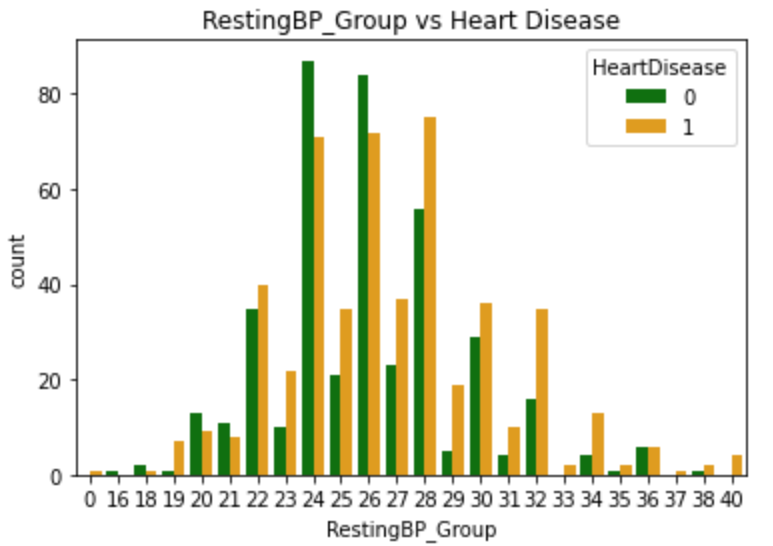 RestingBP_Group vs Heart Disease
HeartDisease
0
1
80
60
40
20
0
count
0 16 18 19 20 21 22 23 24 25 26 27 28 29 30 31 32 33 34 35 36 37 38 40
RestingBP_Group